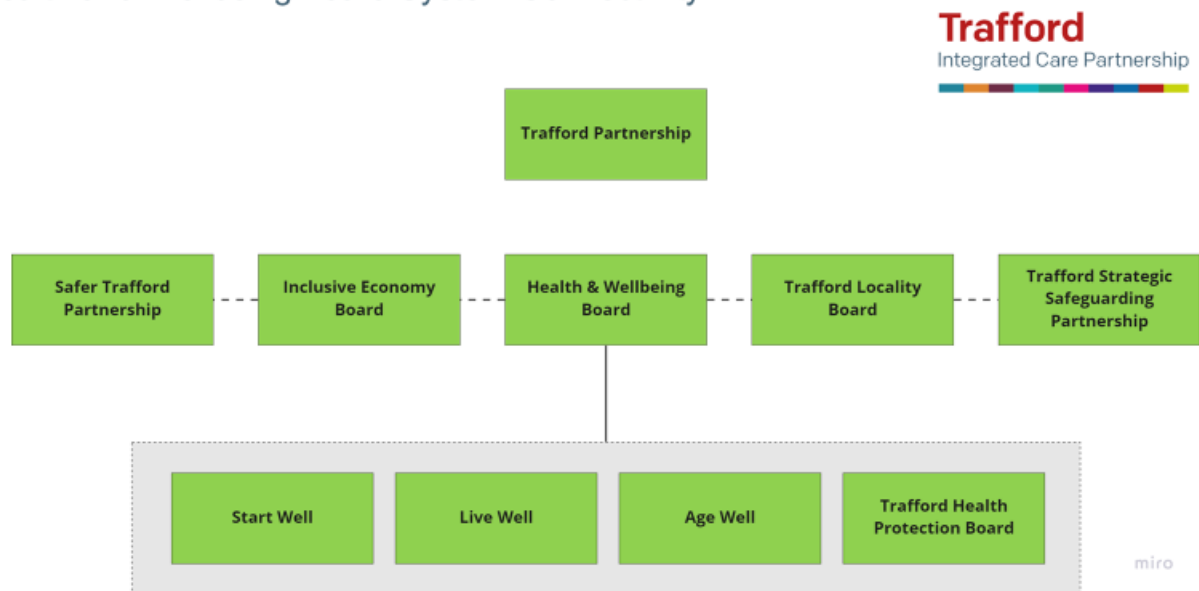 Trafford
Integrated Care Partnership
Trafford Partnership
Safer Trafford
Partnership
Inclusive Economy
Board
Health & Wellbeing
Board
Trafford Locality
Board
Trafford Strategic
Safeguarding
Partnership
Start Well
Live Well
Age Well
Trafford Health
Protection Board
miro